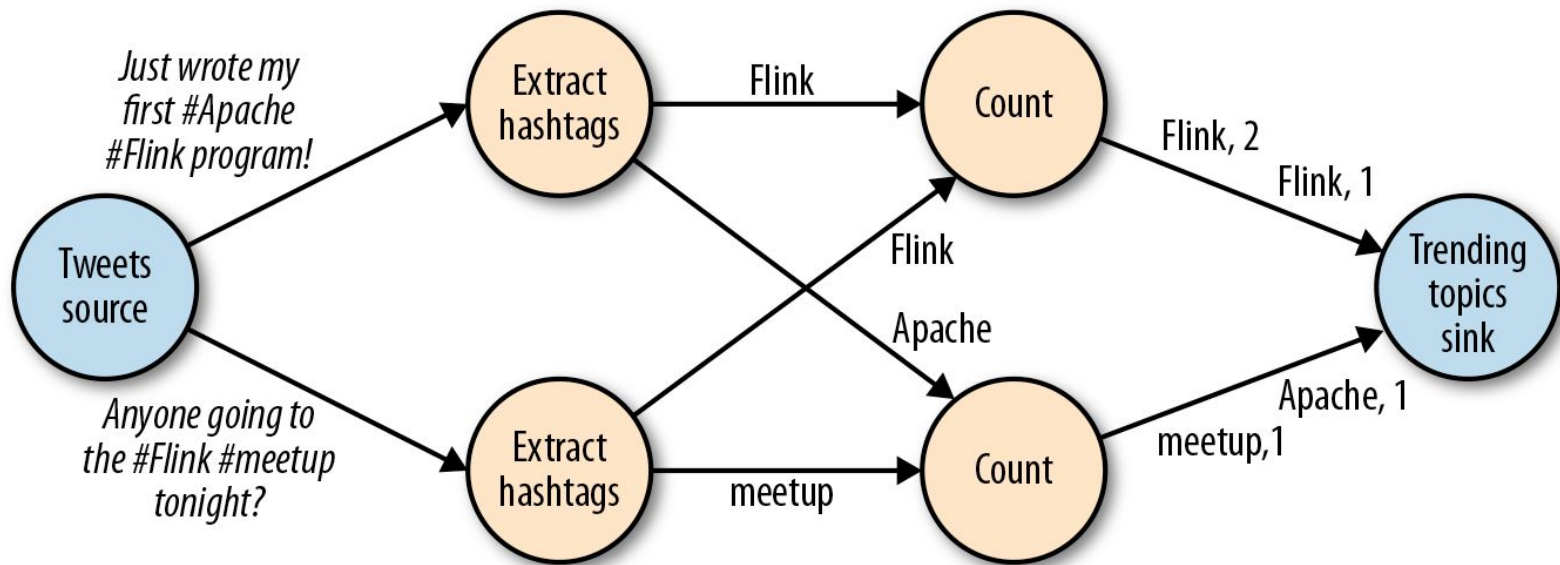 Just wrote my
first #Apache
#Flink program!
Tweets
source
Anyone going to
the #Flink #meetup
tonight?
Extract
hashtags
Extract
hashtags
Flink
Flink
Apache
meetup
Count
Count
Flink, 2
Flink, 1
Apache, 1
meetup,1
Trending
topics
sink